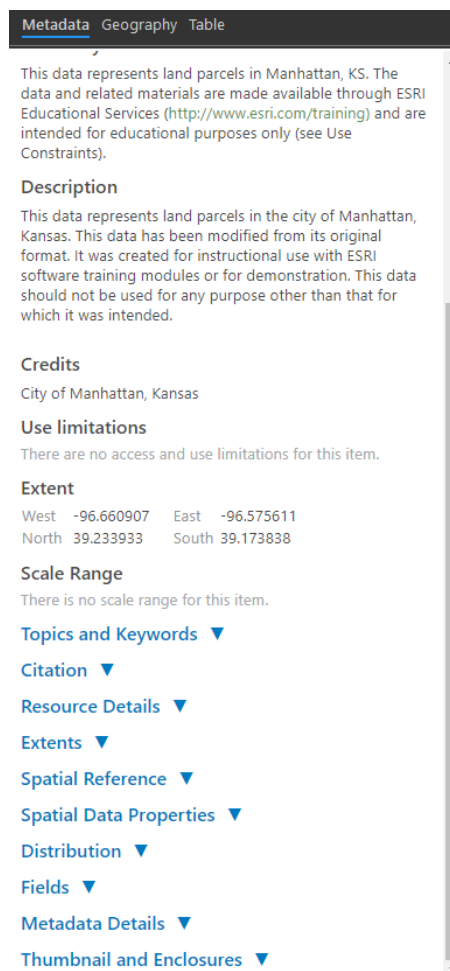 Metadata Geography Table
This data represents land parcels in Manhattan, KS. The
data and related materials are made available through ESRI
Educational Services (http://www.esri.com/training) and are
intended for educational purposes only (see Use
Constraints).
Description
This data represents land parcels in the city of Manhattan,
Kansas. This data has been modified from its original
format. It was created for instructional use with ESRI
software training modules or for demonstration. This data
should not be used for any purpose other than that for
which it was intended.
Credits
City of Manhattan, Kansas
Use limitations
There are no access and use limitations for this item.
Extent
West -96.660907 East -96.575611
North 39.233933 South 39.173838
Scale Range
There is no scale range for this item.
Topics and Keywords ▼
Citation ▼
Resource Details ▼
Extents ▼
Spatial Reference ▼
Spatial Data Properties ▼
Distribution ▼
Fields ▼
Metadata Details ▼
Thumbnail and Enclosures ▼